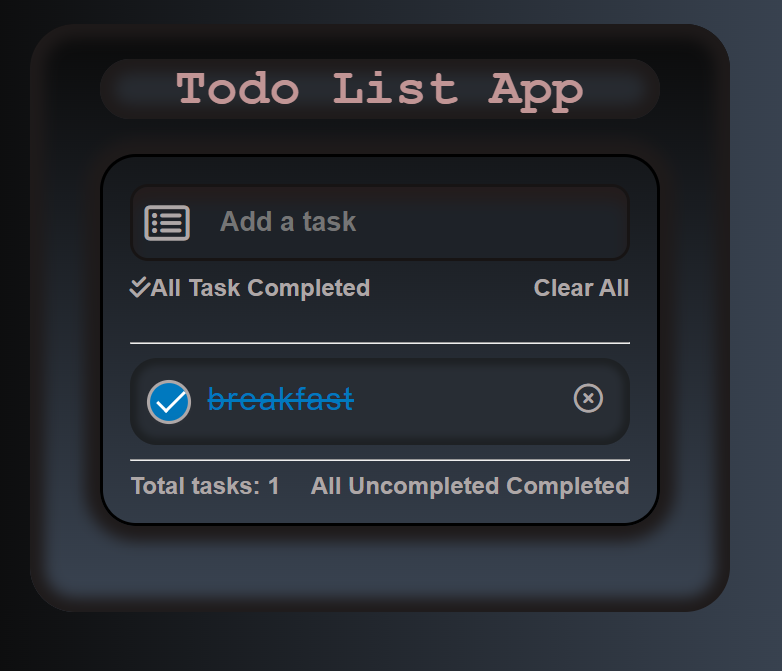 Todo List App
Add a task
All Task Completed Clear All
breakfast
Total tasks: 1 All Uncompleted Completed